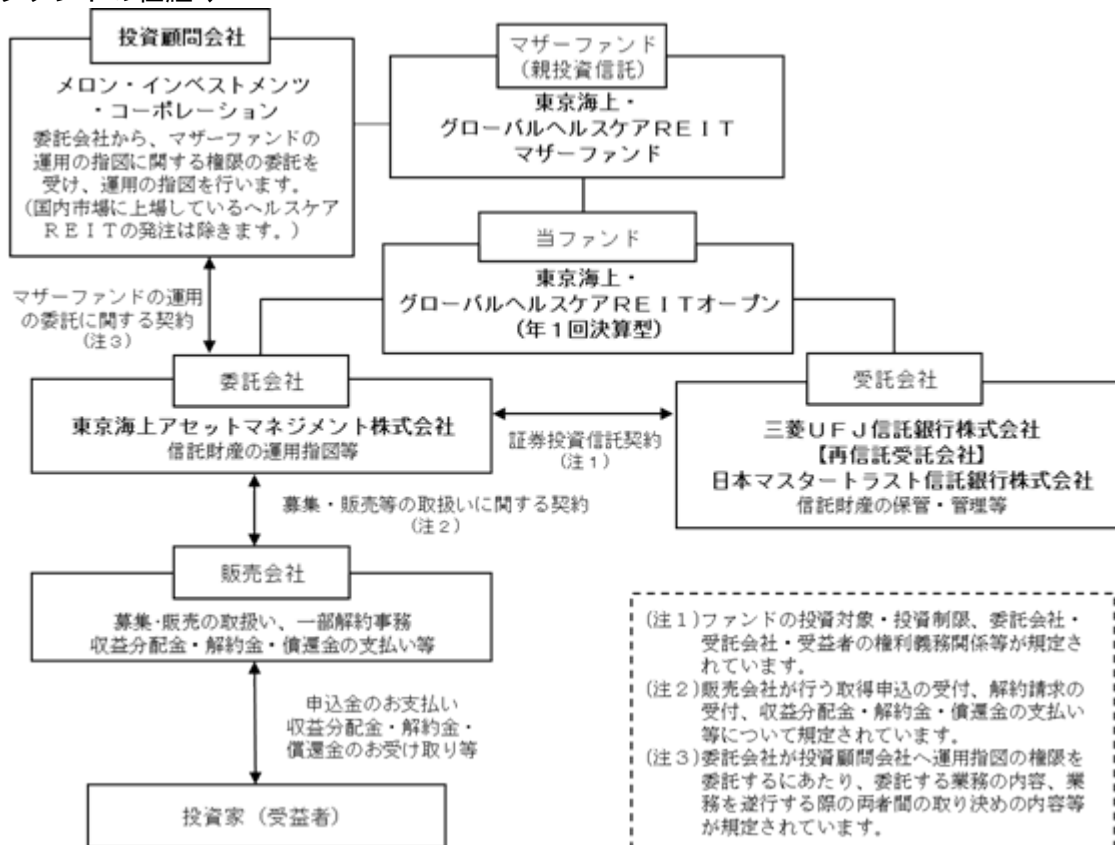 投資顧問会社
メロン・インベストメンツ
・コーポレーション
委託会社から、マザーファンドの
運用の指図に関する権限の委託を
受け、運用の指図を行います。
(国内市場に上場しているヘルスケア
ＲＥＩＴの発注は除きます。)
マザーファンド
(親投資信託)
東京海上・
グローバルヘルスケアＲＥＩＴ
マザーファンド
当ファンド
東京海上・
グローバルヘルスケアＲＥＩＴオープン
(年１回決算型)
マザーファンドの運用
の委託に関する契約
(注３)
委託会社
東京海上アセットマネジメント株式会社
信託財産の運用指図等
証券投資信託契約
(注１)
受託会社
三菱ＵＦＪ信託銀行株式会社
【再信託受託会社】
日本マスタートラスト信託銀行株式会社
信託財産の保管・管理等
募集・販売等の取扱いに関する契約
(注２)
販売会社
募集・販売の取扱い、一部解約事務
収益分配金・解約金・償還金の支払い等
申込金のお支払い
収益分配金・解約金・
償還金のお受け取り等
投資家（受益者）
(注１)ファンドの投資対象・投資制限、委託会社・
受託会社・受益者の権利義務関係等が規定さ
れています。
(注２)販売会社が行う取得申込の受付、解約請求の
受付、収益分配金・解約金・償還金の支払い
等について規定されています。
(注３)委託会社が投資顧問会社へ運用指図の権限を
委託するにあたり、委託する業務の内容、業
務を遂行する際の両者間の取り決めの内容等
が規定されています。